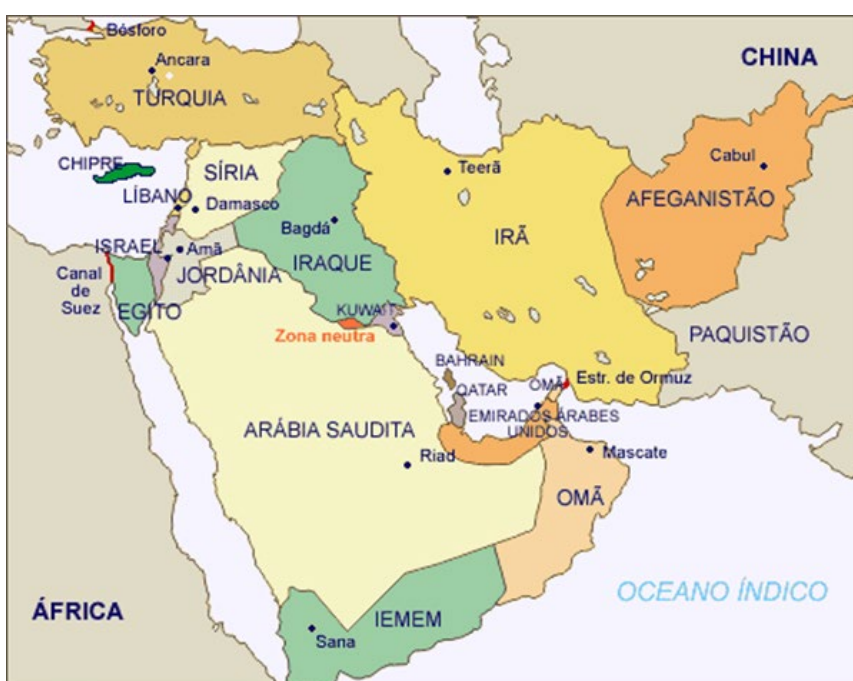 Bósforo
Ancara
TURQUIA
CHINA
CHIPRE
SÍRIA
Teerã
Cabul
LÍBANO
Damasco
AFEGANISTÃO
Bagdá
IRÃ
ISRAEL
Amã
IRAQUE
Canal
de
Suez
JORDÂNIA
EGITO
KUWAIT
Zona neutra
PAQUISTÃO
BAHRAIN
QATAR
OMÃ
Estr. de Ormuz
EMIRADOS ÁRABES
UNIDOS
ARÁBIA SAUDITA
Riad
Mascate
OMÃ
OCEANO ÍNDICO
ÁFRICA
IEMEM
Sana